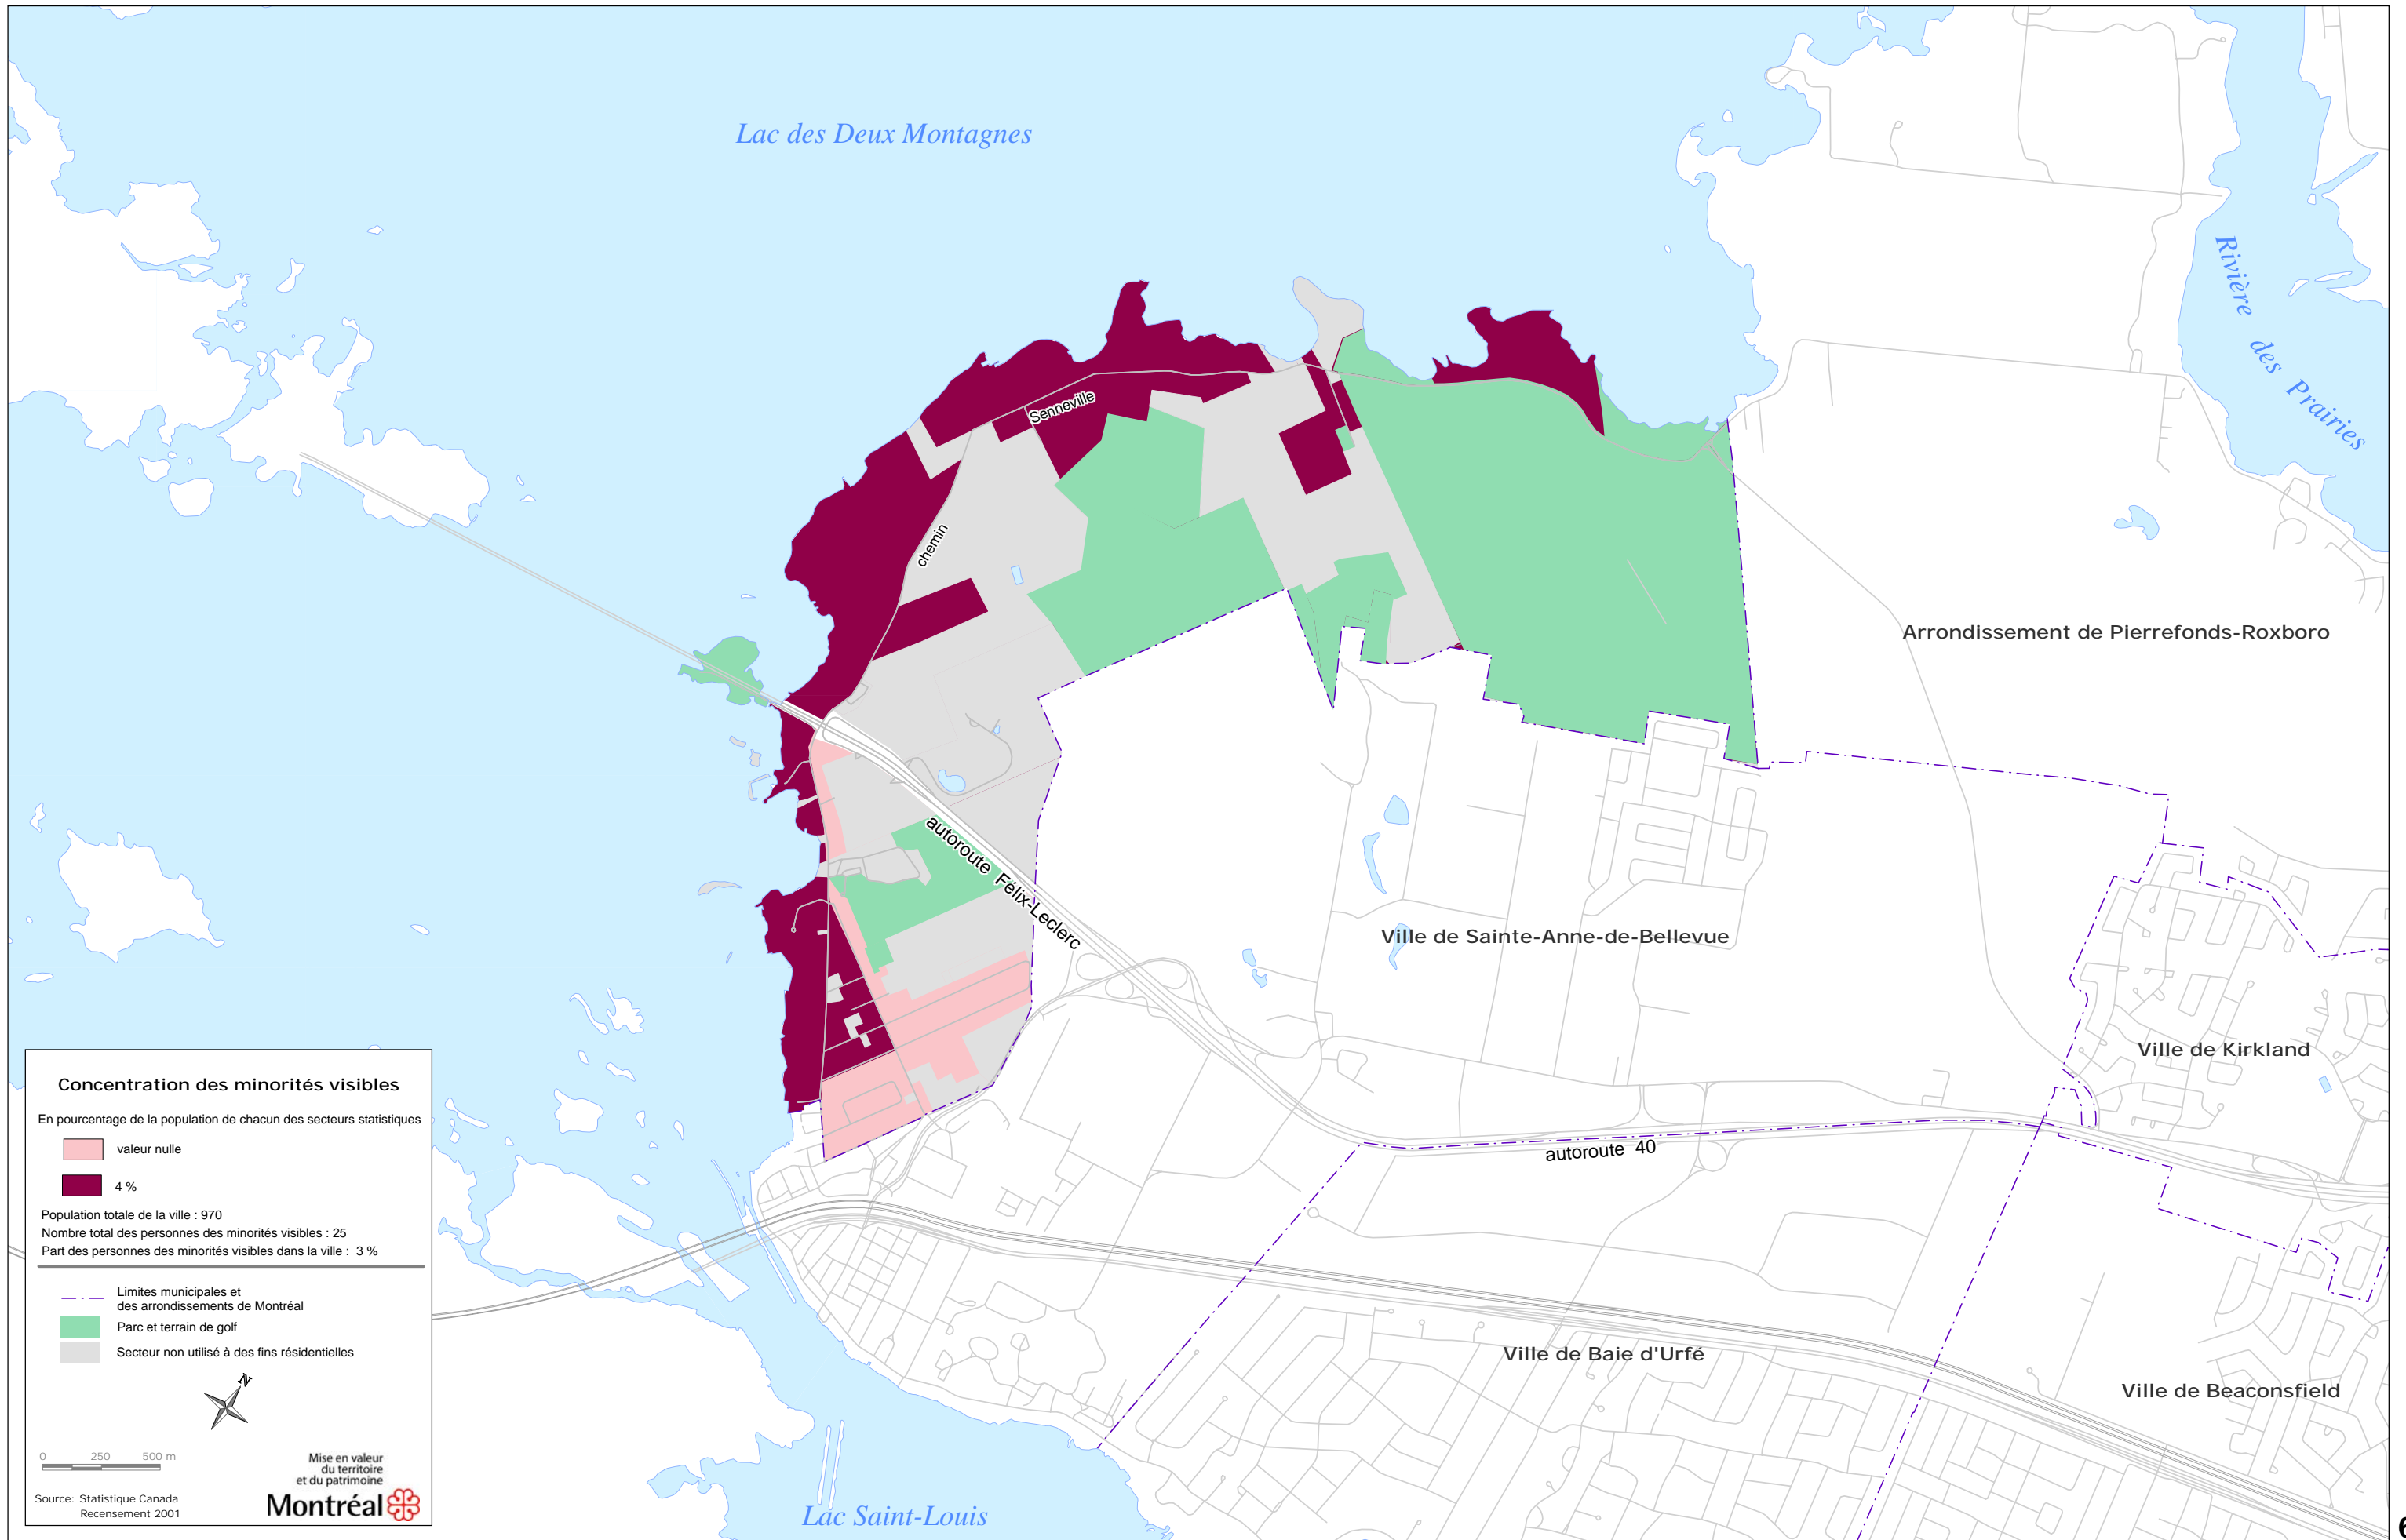 Lac des Deux Montagnes
Rivière
des Prairies
Senneville
chemin
Arrondissement de Pierrefonds-Roxboro
autoroute Félix-Leclerc
Ville de Sainte-Anne-de-Bellevue
Ville de Kirkland
autoroute 40
Ville de Baie d'Urfé
Ville de Beaconsfield
Lac Saint-Louis
Concentration des minorités visibles
En pourcentage de la population de chacun des secteurs statistiques
valeur nulle
4 %
Population totale de la ville : 970
Nombre total des personnes des minorités visibles : 25
Part des personnes des minorités visibles dans la ville : 3 %
Limites municipales et
des arrondissements de Montréal
Parc et terrain de golf
Secteur non utilisé à des fins résidentielles
N
0 250 500 m
Mise en valeur
du territoire
et du patrimoine
Montréal
Source: Statistique Canada
Recensement 2001